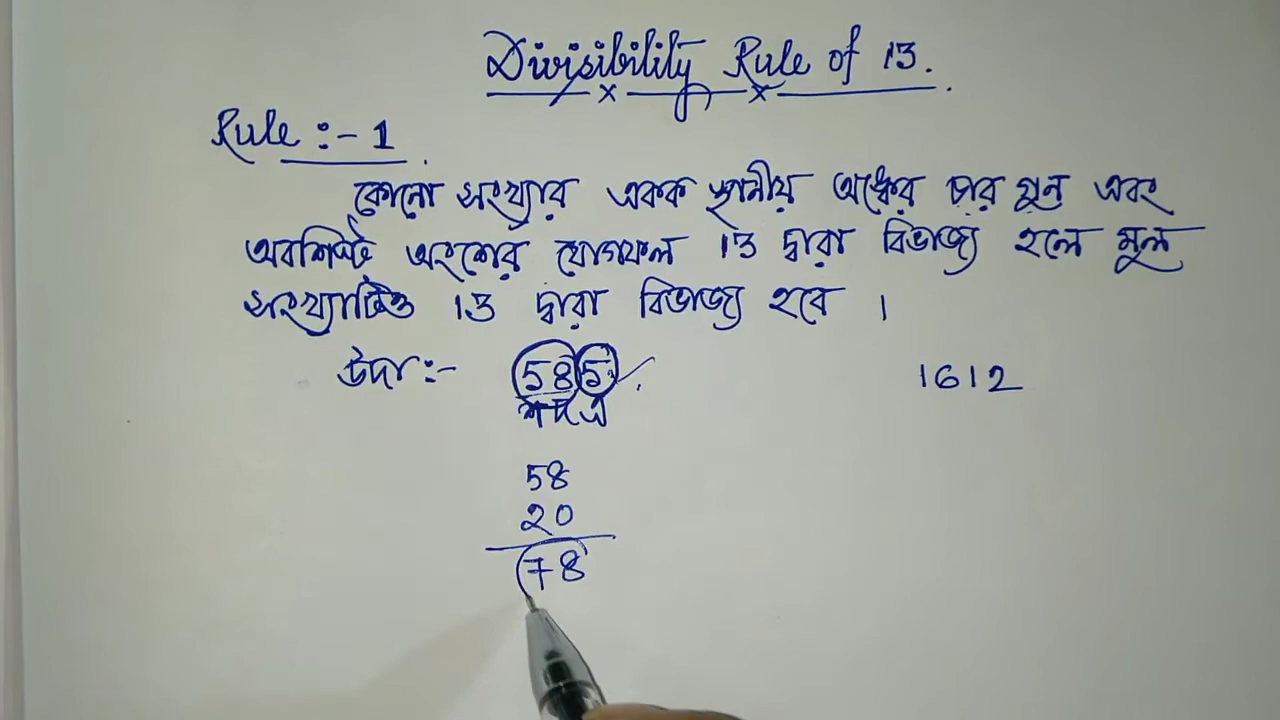 Divisibility Rule of 13.
Rule :- 1
কোনো সংখ্যার একক স্থানীয় অঙ্কের চার গুন এবং
অবশিষ্ট অংশের যোগফল 13 দ্বারা বিভাজ্য হলে মূল
সংখ্যাটিও 13 দ্বারা বিভাজ্য হবে ।
উদা :- 585 1612
শ দ এ
58
20
78